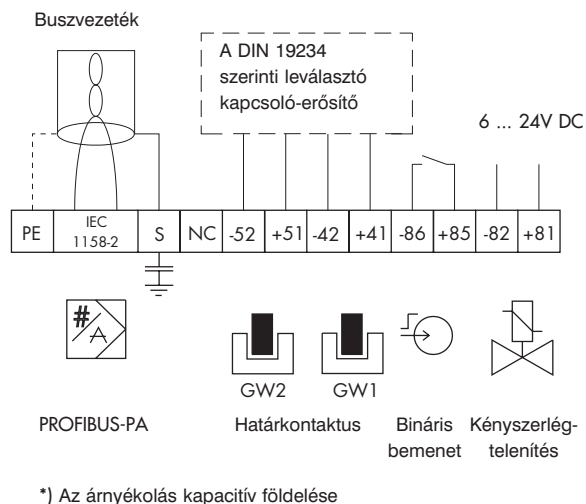 Buszvezeték
A DIN 19234
szerinti leválasztó
kapcsoló-erősítő
6 ... 24V DC
PE IEC 1158-2 S NC -52 +51 -42 +41 -86 +85 -82 +81
# A
GW2 GW1
PROFIBUS-PA Határkontaktus Bináris bemenet Kényszerlég-telenítés
*) Az árnyékolás kapacitív földelése